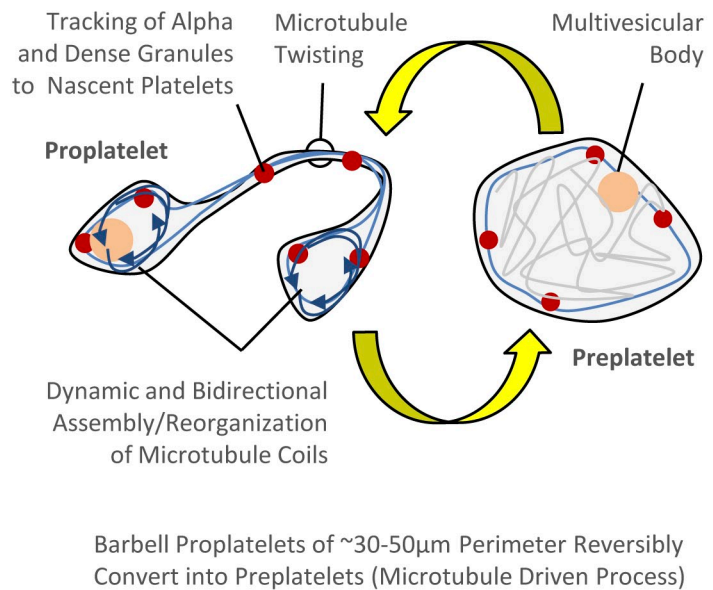 Tracking of Alpha
and Dense Granules
to Nascent Platelets
Microtubule
Twisting
Multivesicular
Body
Proplatelet
Preplatelet
Dynamic and Bidirectional
Assembly/Reorganization
of Microtubule Coils
Barbell Proplatelets of ~30-50µm Perimeter Reversibly
Convert into Preplatelets (Microtubule Driven Process)